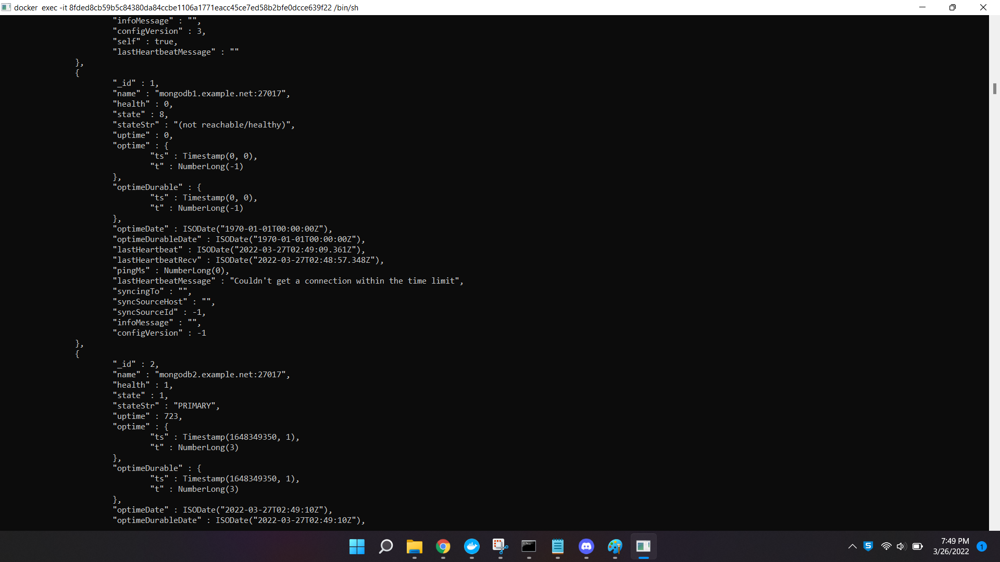 docker  exec -it 8fded8cb59b5c84380da84ccbe1106a1771eacc45ce7ed58b2bfe0dcce639f22 /bin/sh
"infoMessage" : "",
"configVersion" : 3,
"self" : true,
"lastHeartbeatMessage" : ""
},
{
"_id" : 1,
"name" : "mongodb1.example.net:27017",
"health" : 0,
"state" : 8,
"stateStr" : "(not reachable/healthy)",
"uptime" : 0,
"optime" : {
"ts" : Timestamp(0, 0),
"t" : NumberLong(-1)
},
"optimeDurable" : {
"ts" : Timestamp(0, 0),
"t" : NumberLong(-1)
},
"optimeDate" : ISODate("1970-01-01T00:00:00Z"),
"optimeDurableDate" : ISODate("1970-01-01T00:00:00Z"),
"lastHeartbeat" : ISODate("2022-03-27T02:49:09.361Z"),
"lastHeartbeatRecv" : ISODate("2022-03-27T02:48:57.348Z"),
"pingMs" : NumberLong(0),
"lastHeartbeatMessage" : "Couldn't get a connection within the time limit",
"syncingTo" : "",
"syncSourceHost" : "",
"syncSourceId" : -1,
"infoMessage" : "",
"configVersion" : -1
},
{
"_id" : 2,
"name" : "mongodb2.example.net:27017",
"health" : 1,
"state" : 1,
"stateStr" : "PRIMARY",
"uptime" : 723,
"optime" : {
"ts" : Timestamp(1648349350, 1),
"t" : NumberLong(3)
},
"optimeDurable" : {
"ts" : Timestamp(1648349350, 1),
"t" : NumberLong(3)
},
"optimeDate" : ISODate("2022-03-27T02:49:10Z"),
"optimeDurableDate" : ISODate("2022-03-27T02:49:10Z"),
S
7:49 PM
3/26/2022
1